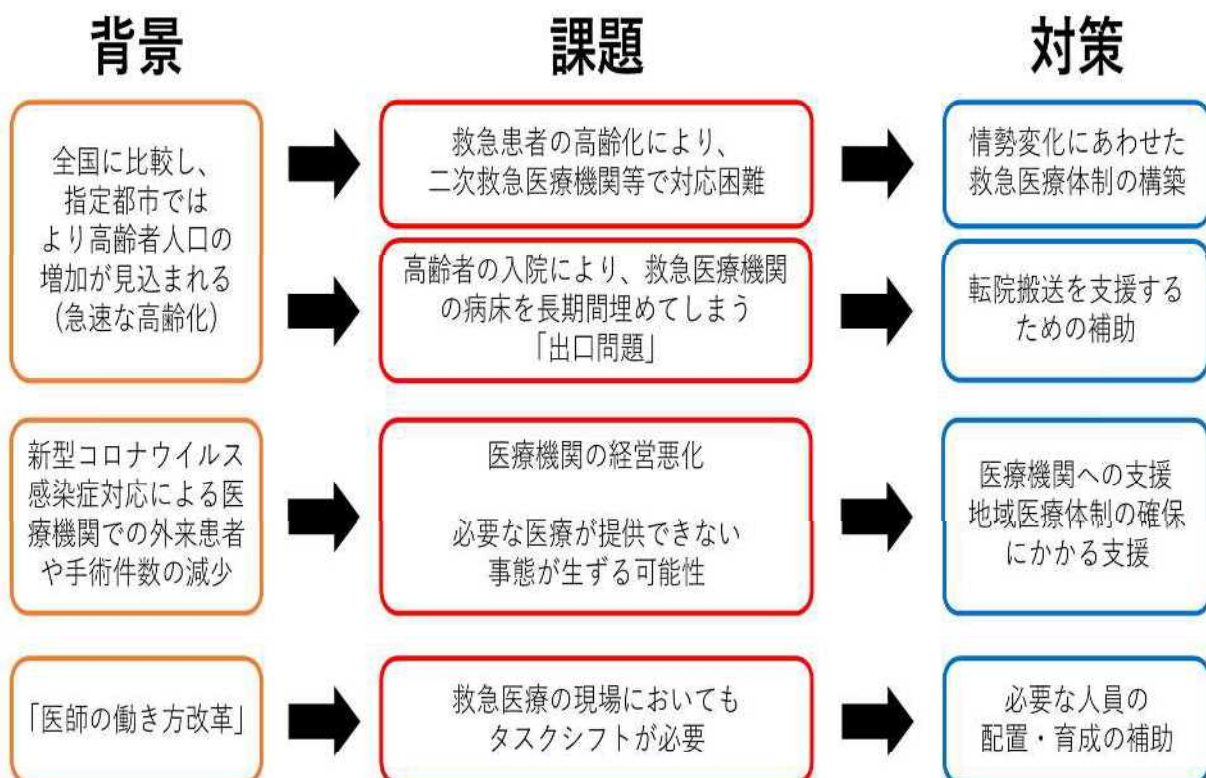 背景
課題
対策
全国に比較し、
指定都市では
より高齢者人口の
増加が見込まれる
(急速な高齢化)
救急患者の高齢化により、
二次救急医療機関等で対応困難
情勢変化にあわせた
救急医療体制の構築
高齢者の入院により、救急医療機関
の病床を長期間埋めてしまう
「出口問題」
転院搬送を支援する
ための補助
新型コロナウイルス
感染症対応による医
療機関での外来患者
や手術件数の減少
医療機関の経営悪化
必要な医療が提供できない
事態が生ずる可能性
医療機関への支援
地域医療体制の確保
にかかる支援
「医師の働き方改革」
救急医療の現場においても
タスクシフトが必要
必要な人員の
配置・育成の補助